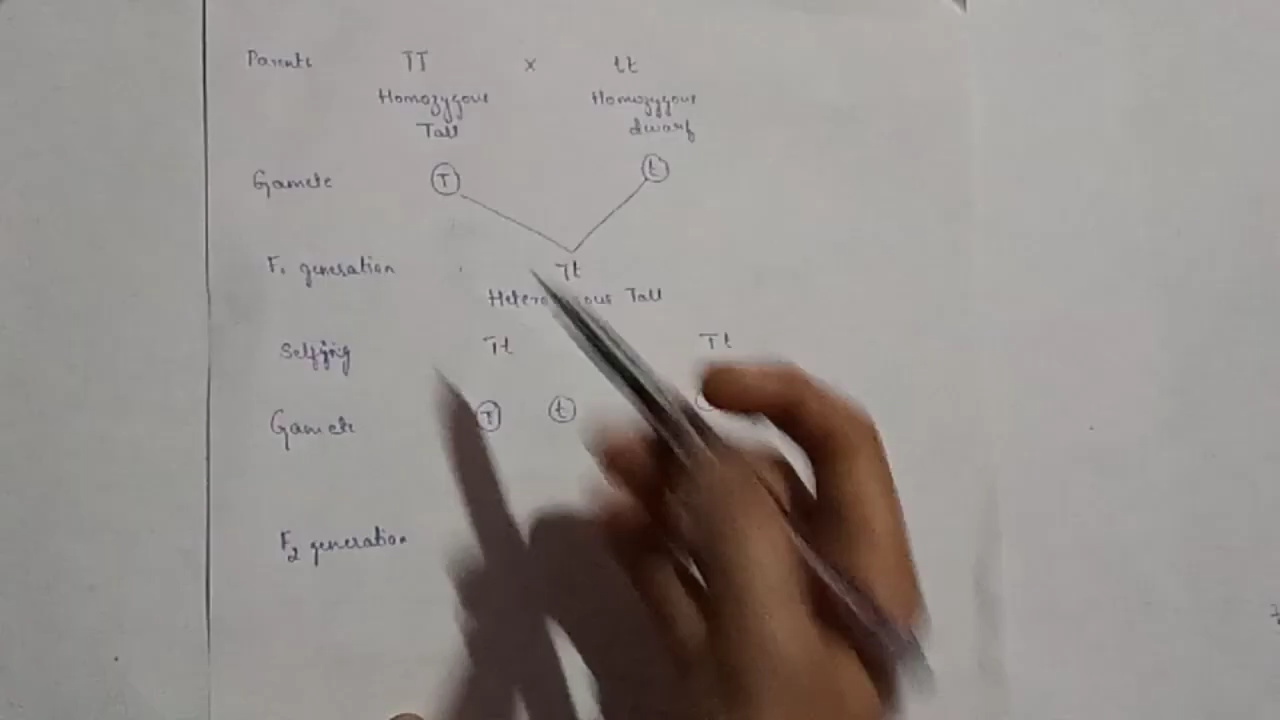 Parents TT x tt
Homozygous Homozygous
Tall dwarf
Gamete T t
F1 generation Tt
Tall
Selfing Tt Tt
Gamete T t
F2 generation